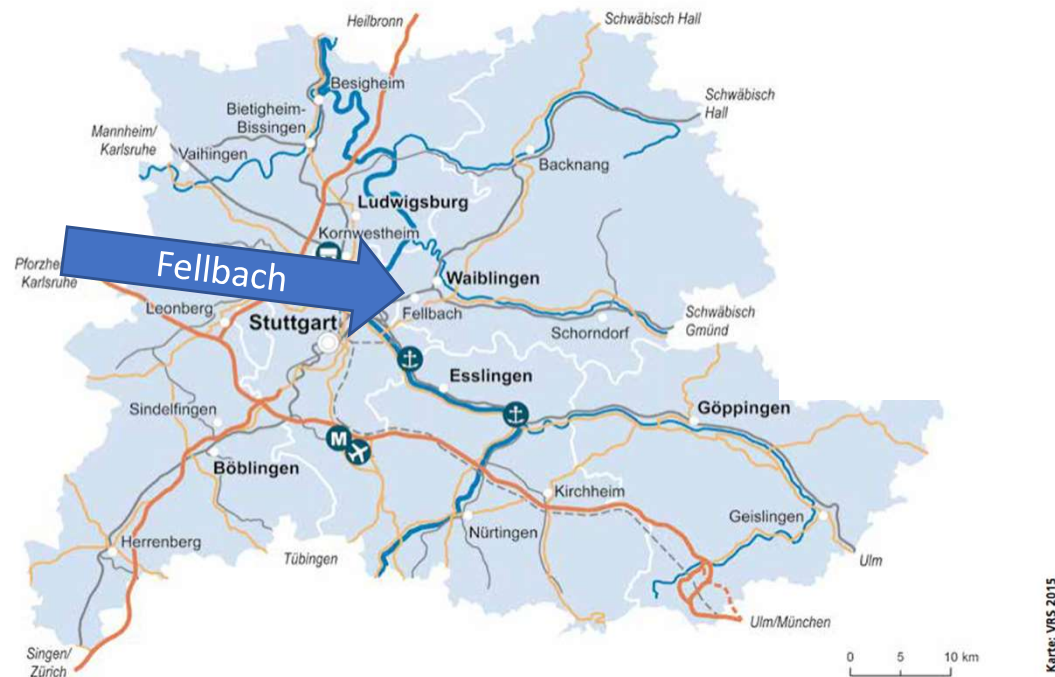 Heilbronn
Schwäbisch Hall
Besigheim
Schwäbisch
Hall
Bietigheim-
Bissingen
Mannheim/
Karlsruhe
Vaihingen
Backnang
Ludwigsburg
Kornwestheim
Fellbach
Waiblingen
Karlsruhe
Leonberg
Fellbach
Stuttgart
Schorndorf
Schwäbisch
Gmünd
Esslingen
Sindelfingen
Göppingen
M
Böblingen
Kirchheim
Nürtingen
Geislingen
Herrenberg
Tübingen
Ulm
Ulm/München
Singen/
Zürich
0 5 10 km
Karte: VRS 2015